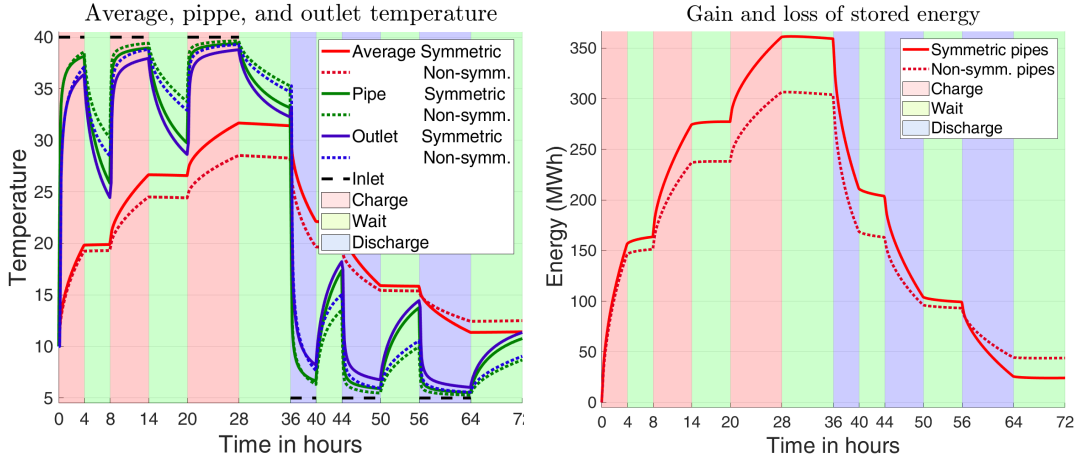 Average, pippe, and outlet temperature
Temperature
40
35
30
25
20
15
10
5
0 4 8 14 20 28 36 40 44 50 56 64 72
Time in hours
Average Symmetric
Non-symm.
Pipe Symmetric
Non-symm.
Outlet Symmetric
Non-symm.
Inlet
Charge
Wait
Discharge
Gain and loss of stored energy
Energy (MWh)
350
300
250
200
150
100
50
0
0 4 8 14 20 28 36 40 44 50 56 64 72
Time in hours
Symmetric pipes
Non-symm. pipes
Charge
Wait
Discharge